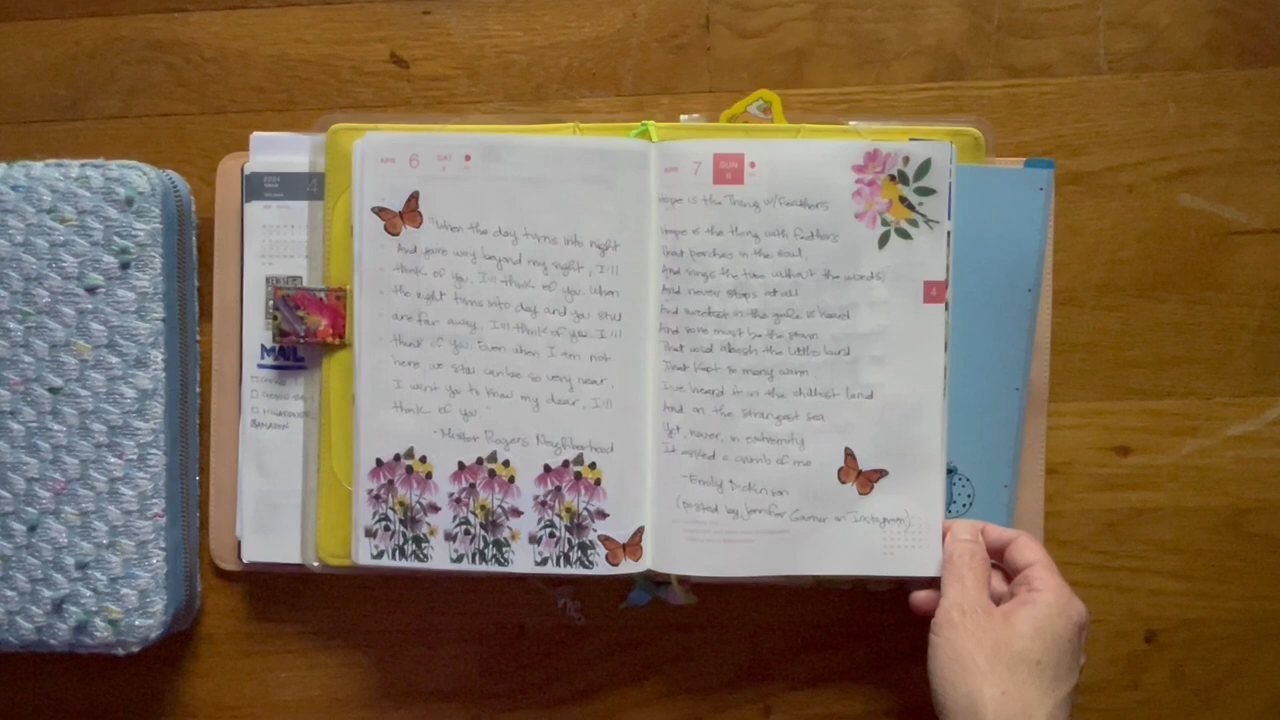 2024
4
MAIL
AMAZON
APR 6 SAT
"When the day turns into night
And you're way beyond my sight, I'll
think of you, I'll think of you. When
the night turns into day and you still
are far away, I'll think of you. I'll
think of you. Even when I am not
here, we still can be so very near,
I want you to know my dear, I'll
think of you."
-Mister Rogers Neighborhood
APR 7 SUN
Hope is the Thing w/ Feathers
Hope is the thing with feathers
That perches in the soul,
And sings the tune without the words,
And never stops at all
And sweetest in the gale is heard
And sore must be the storm
That could abash the little bird
That kept so many warm
I've heard it in the chillest land
And on the strangest sea
Yet, never, in extremity
It asked a crumb of me
-Emily Dickinson
(posted by Jennifer Garner on Instagram)
4